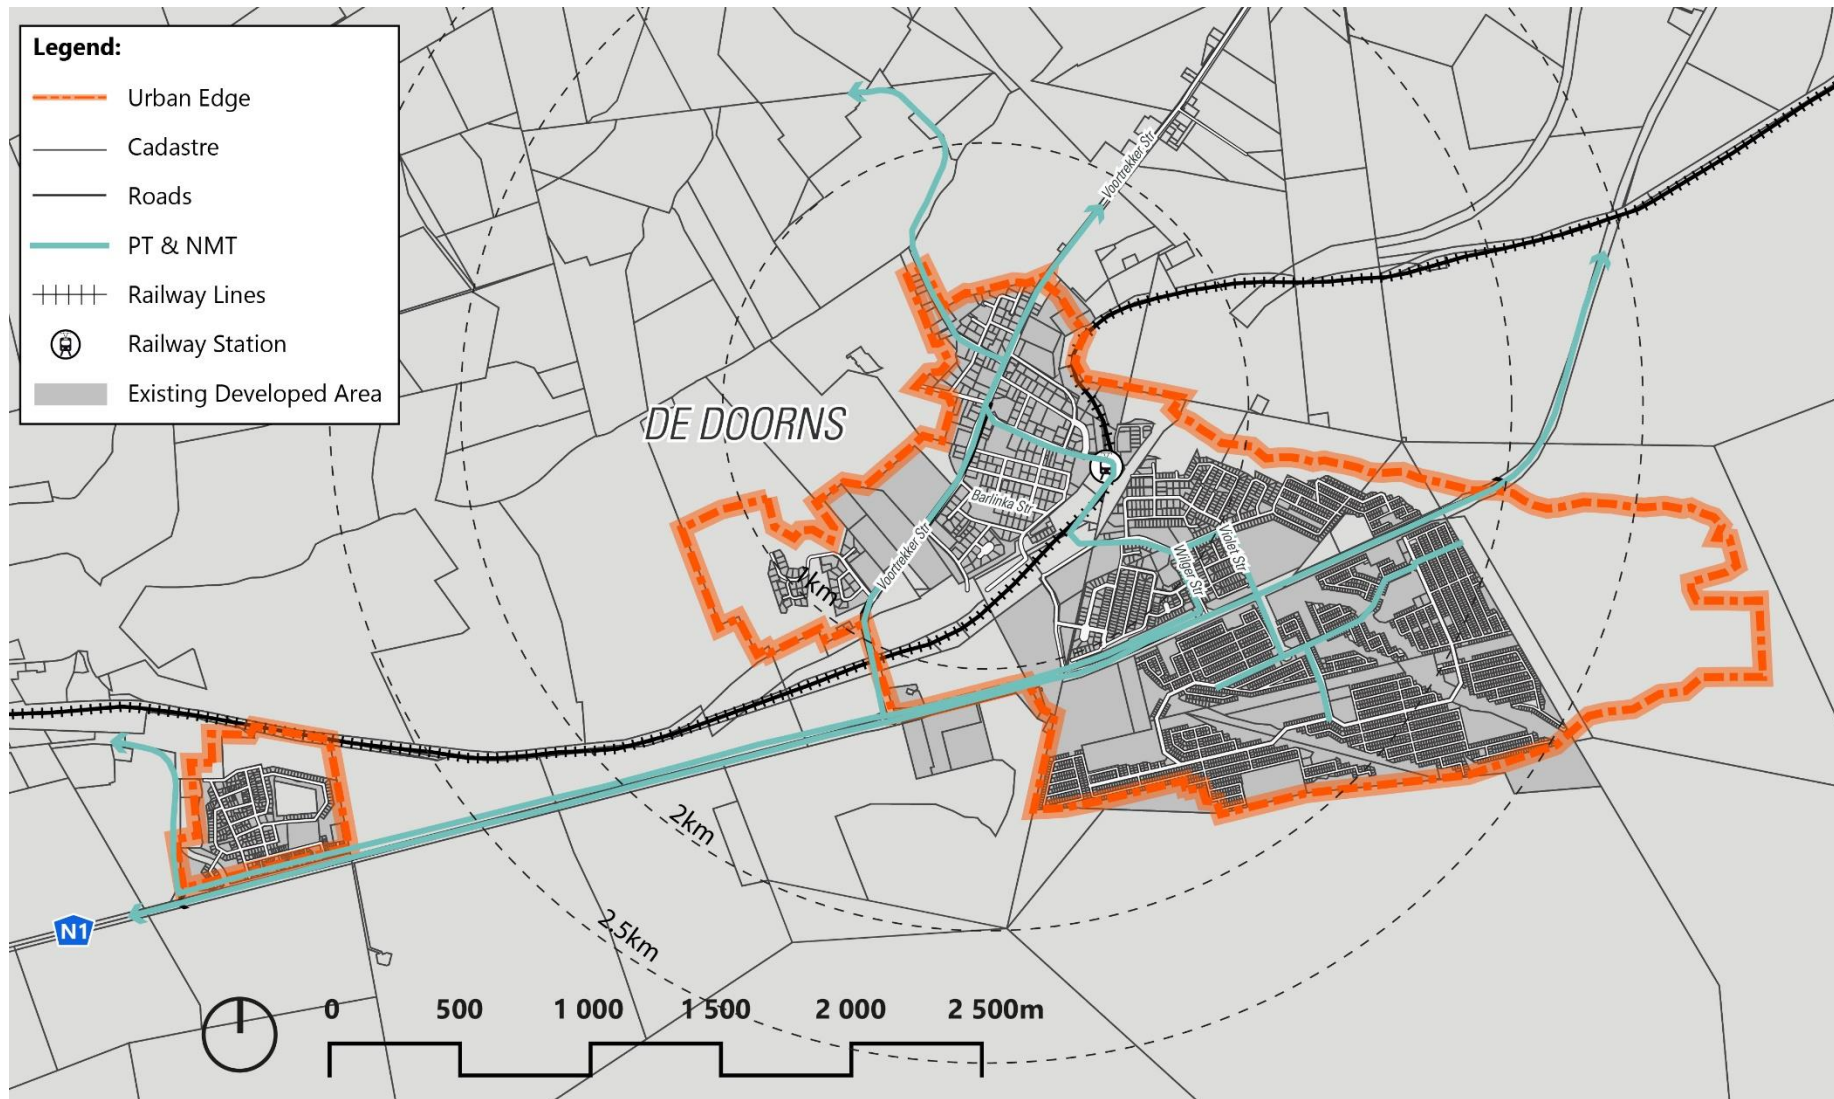 Legend:
Urban Edge
Cadastre
Roads
PT & NMT
Railway Lines
Railway Station
Existing Developed Area
Voortrekker Str
DE DOORNS
Barlinka Str
Voortrekker Str
Violet Str
Wilger Str
1km
2km
2.5km
N1
0 500 1 000 1 500 2 000 2 500m